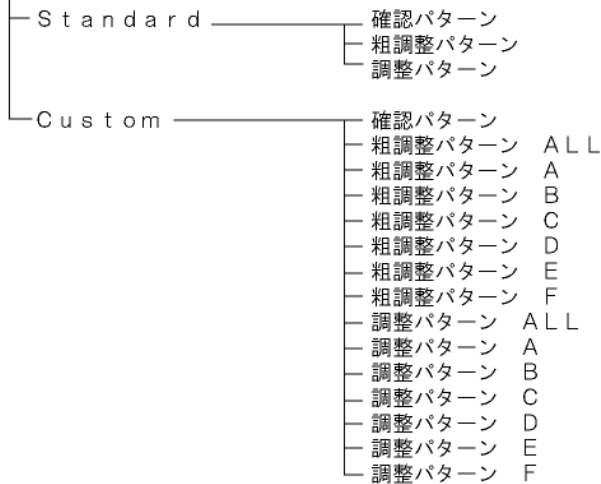 Ｓｔａｎｄａｒｄ 確認パターン
粗調整パターン
調整パターン
Ｃｕｓｔｏｍ 確認パターン
粗調整パターン　ＡＬＬ
粗調整パターン　Ａ
粗調整パターン　Ｂ
粗調整パターン　Ｃ
粗調整パターン　Ｄ
粗調整パターン　Ｅ
粗調整パターン　Ｆ
調整パターン　ＡＬＬ
調整パターン　Ａ
調整パターン　Ｂ
調整パターン　Ｃ
調整パターン　Ｄ
調整パターン　Ｅ
調整パターン　Ｆ